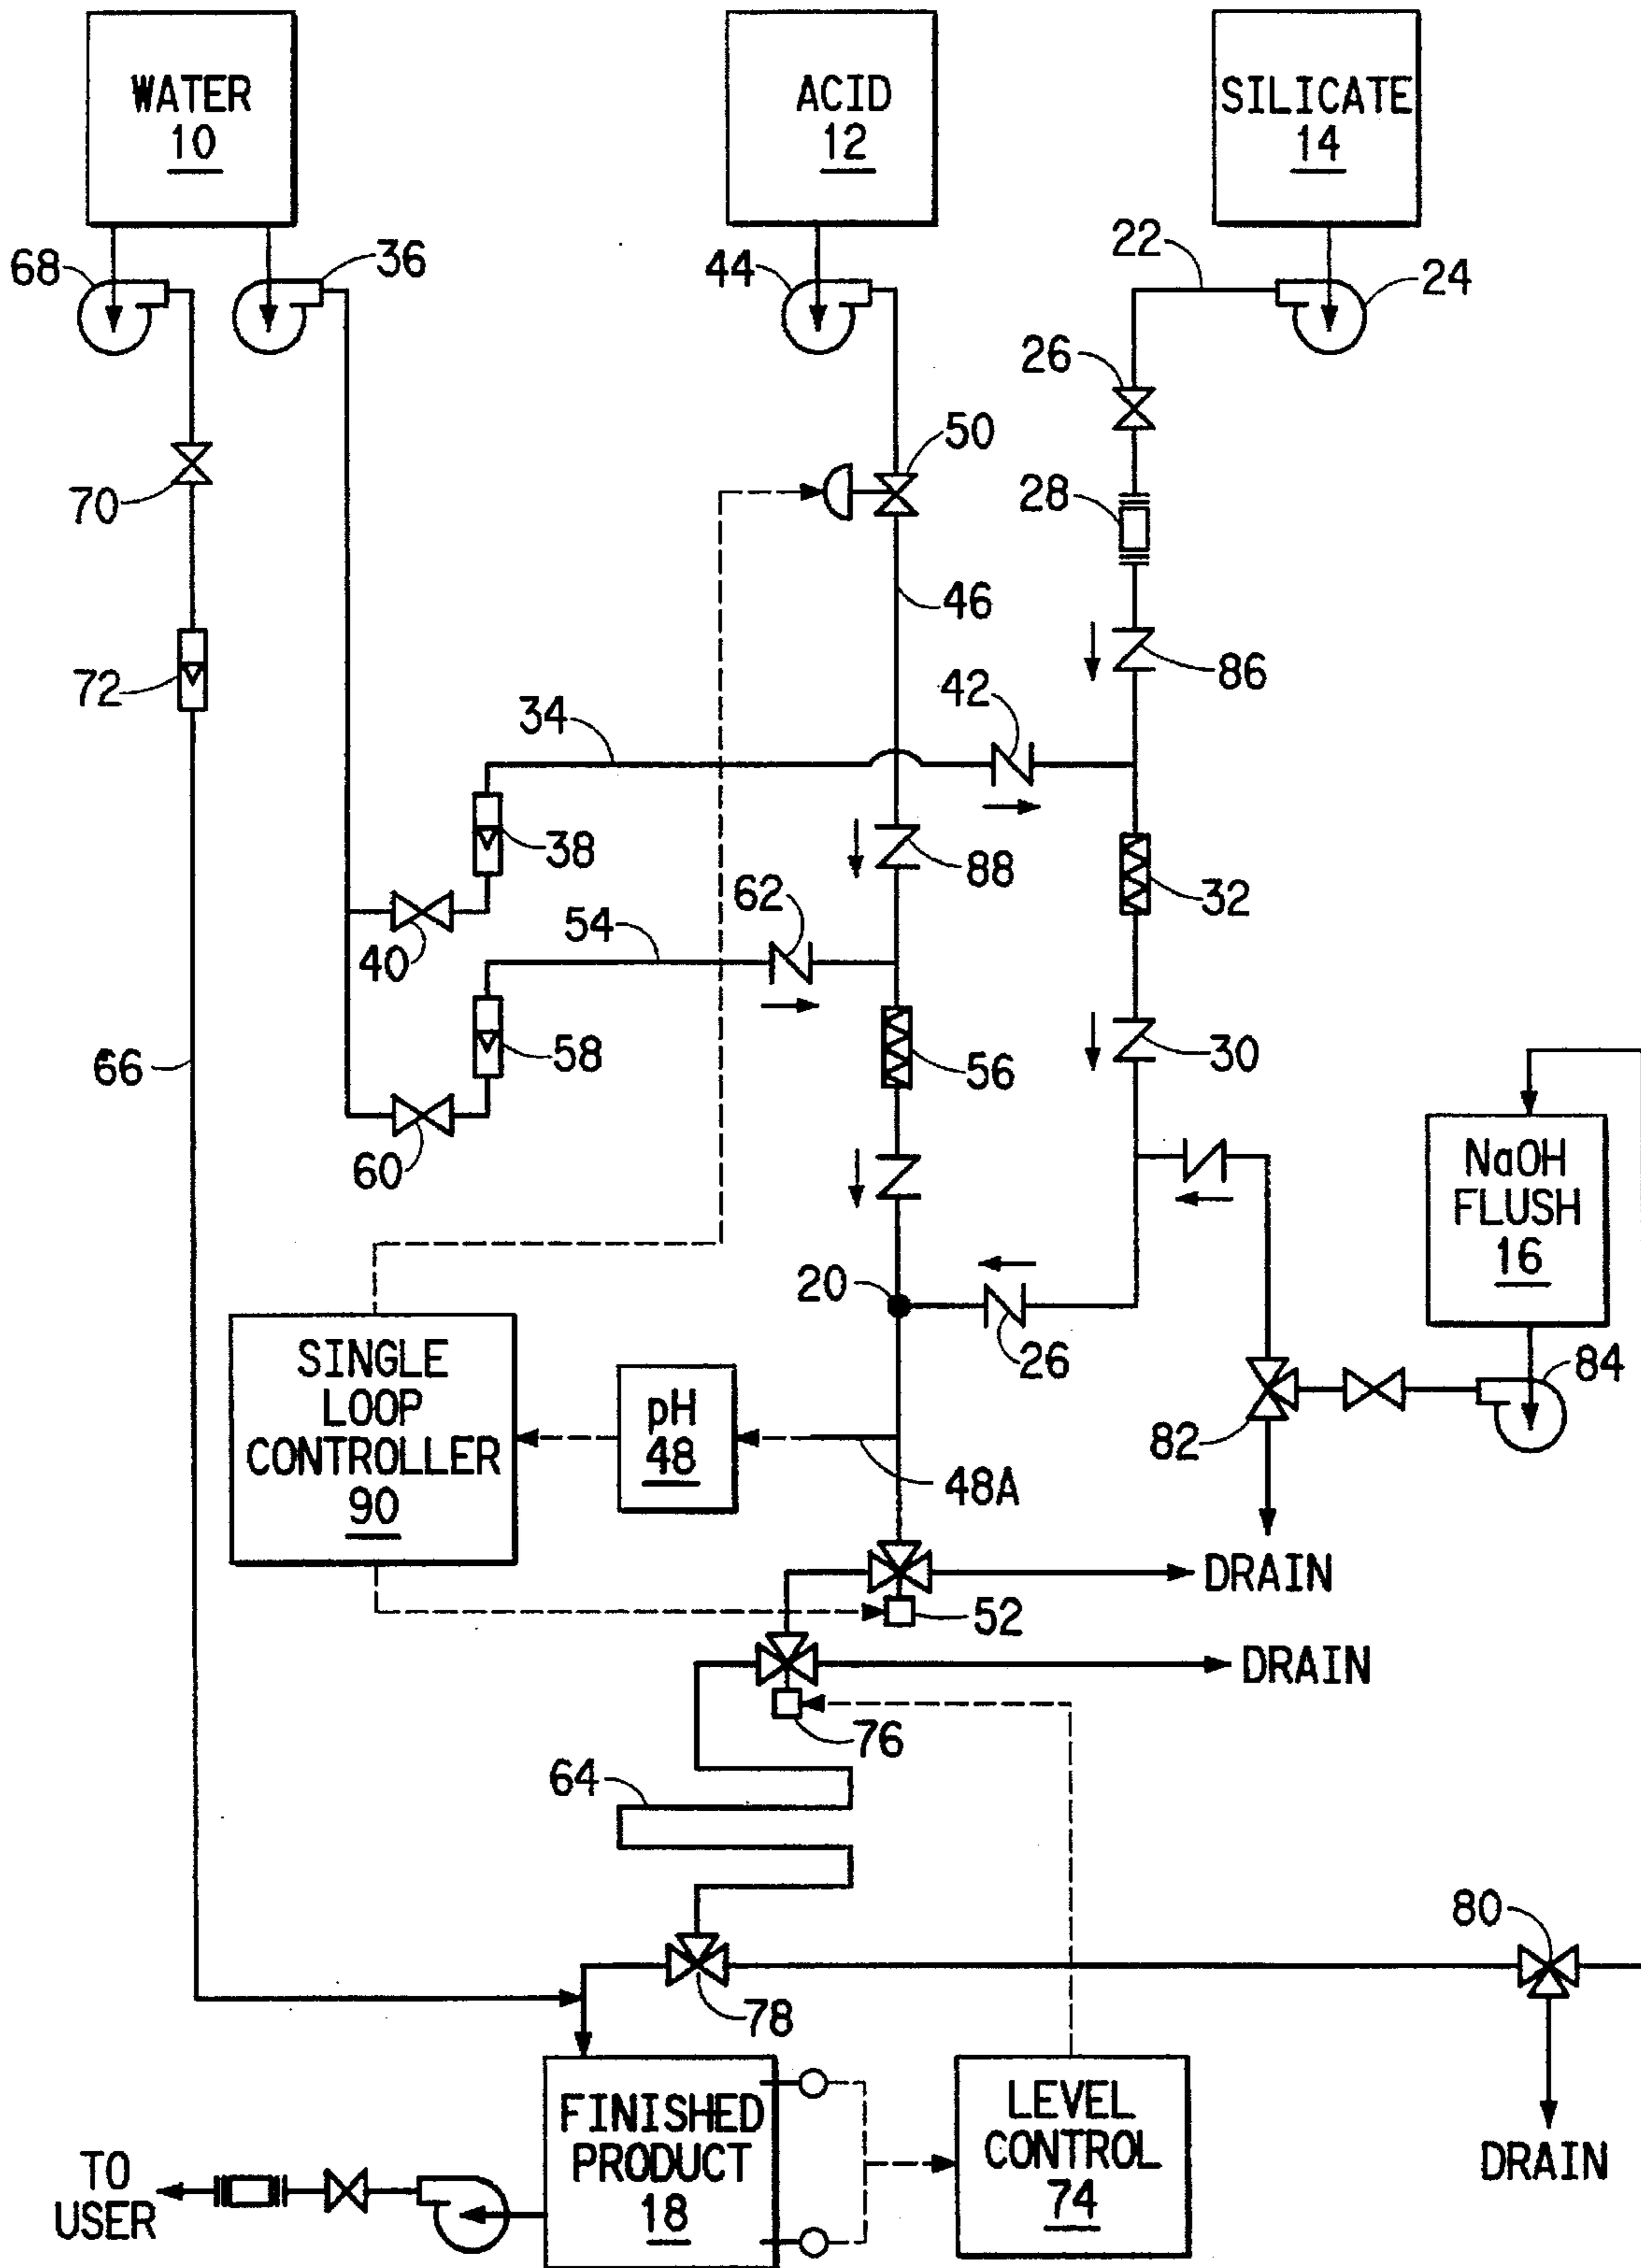 WATER
10
ACID
12
SILICATE
14
68
36
44
22
24
26
70
50
28
46
86
72
34
42
38
88
32
40
62
54
66
58
56
30
60
NaOH
FLUSH
16
20
26
84
SINGLE
LOOP
CONTROLLER
90
pH
48
48A
82
DRAIN
52
DRAIN
76
64
80
78
FINISHED
PRODUCT
18
LEVEL
CONTROL
74
DRAIN
TO
USER